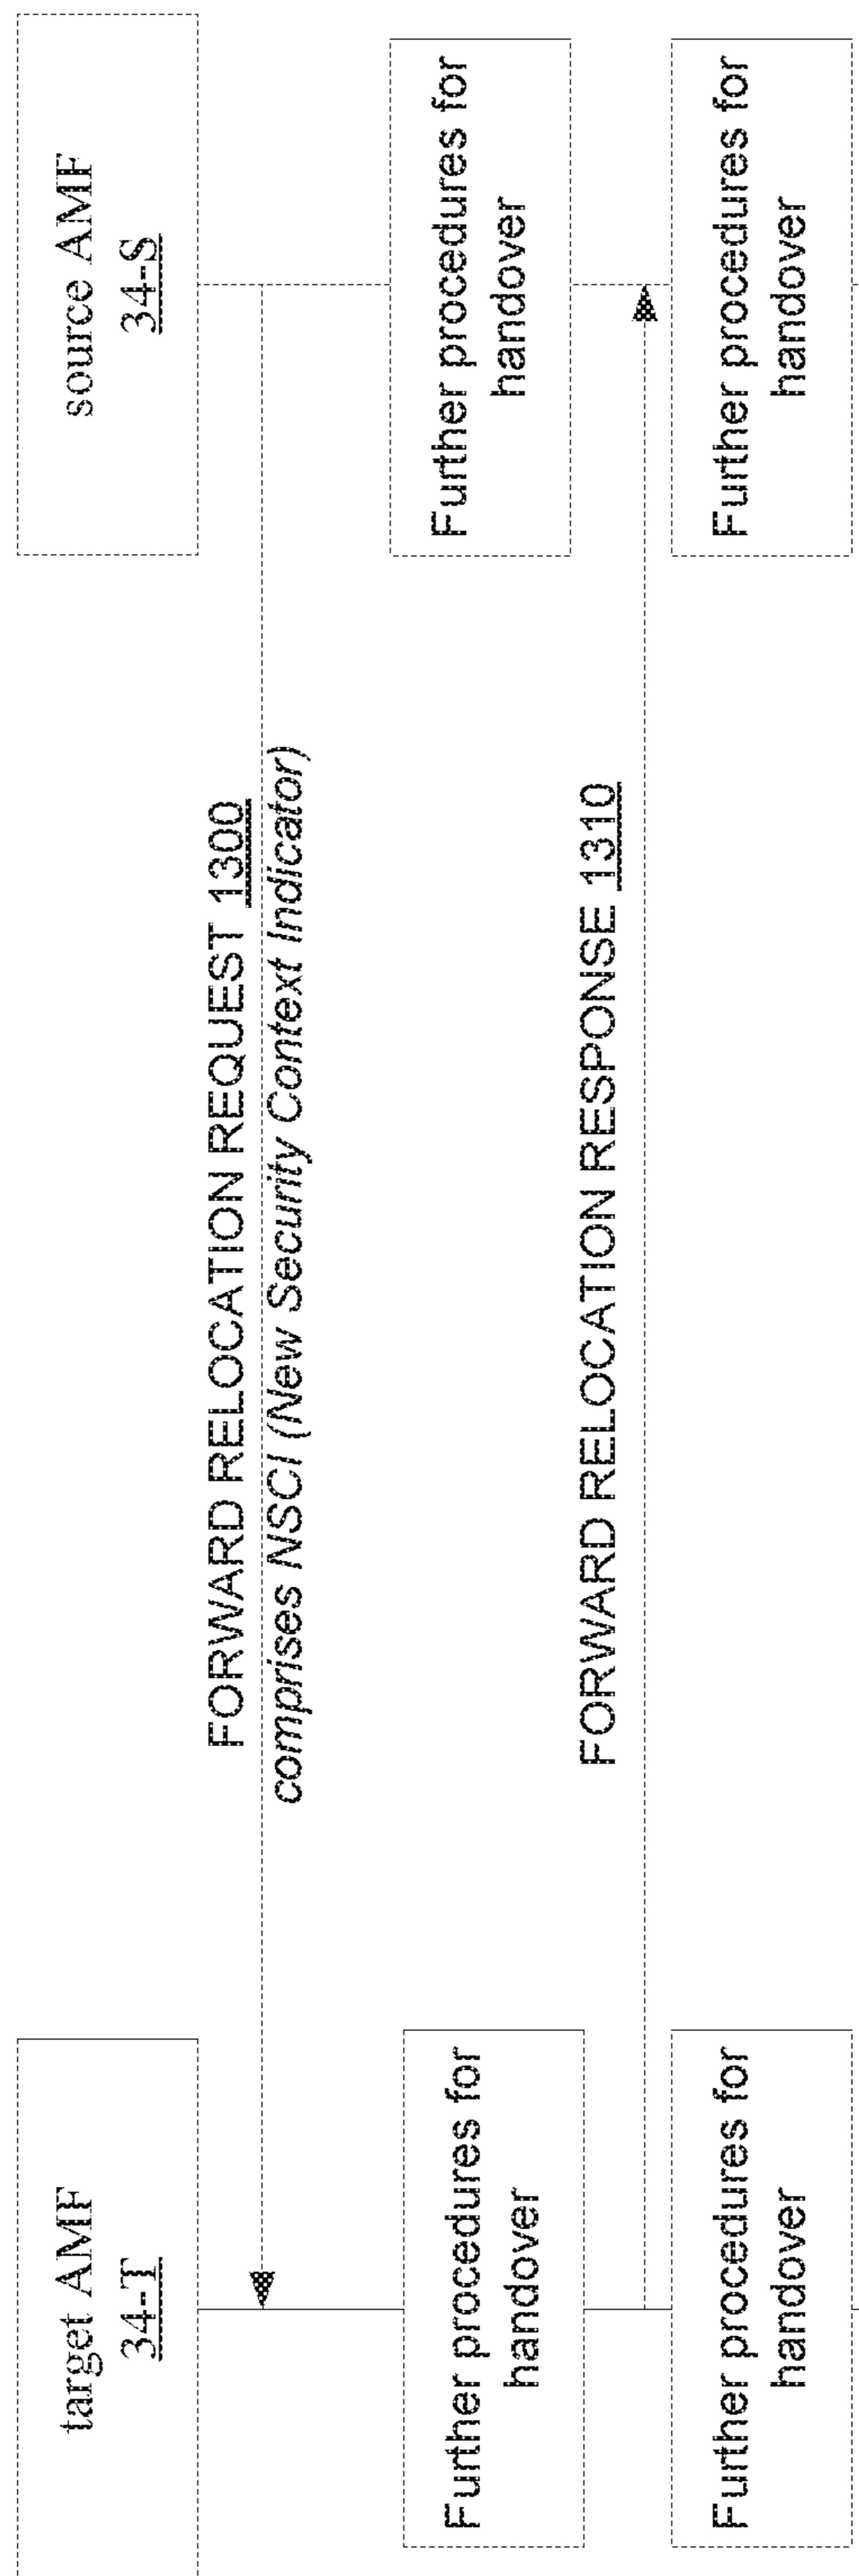 target AMF
34-T
source AMF
34-S
FORWARD RELOCATION REQUEST 1300
comprises NSCI (New Security Context Indicator)
Further procedures for
handover
Further procedures for
handover
FORWARD RELOCATION RESPONSE 1310
Further procedures for
handover
Further procedures for
handover